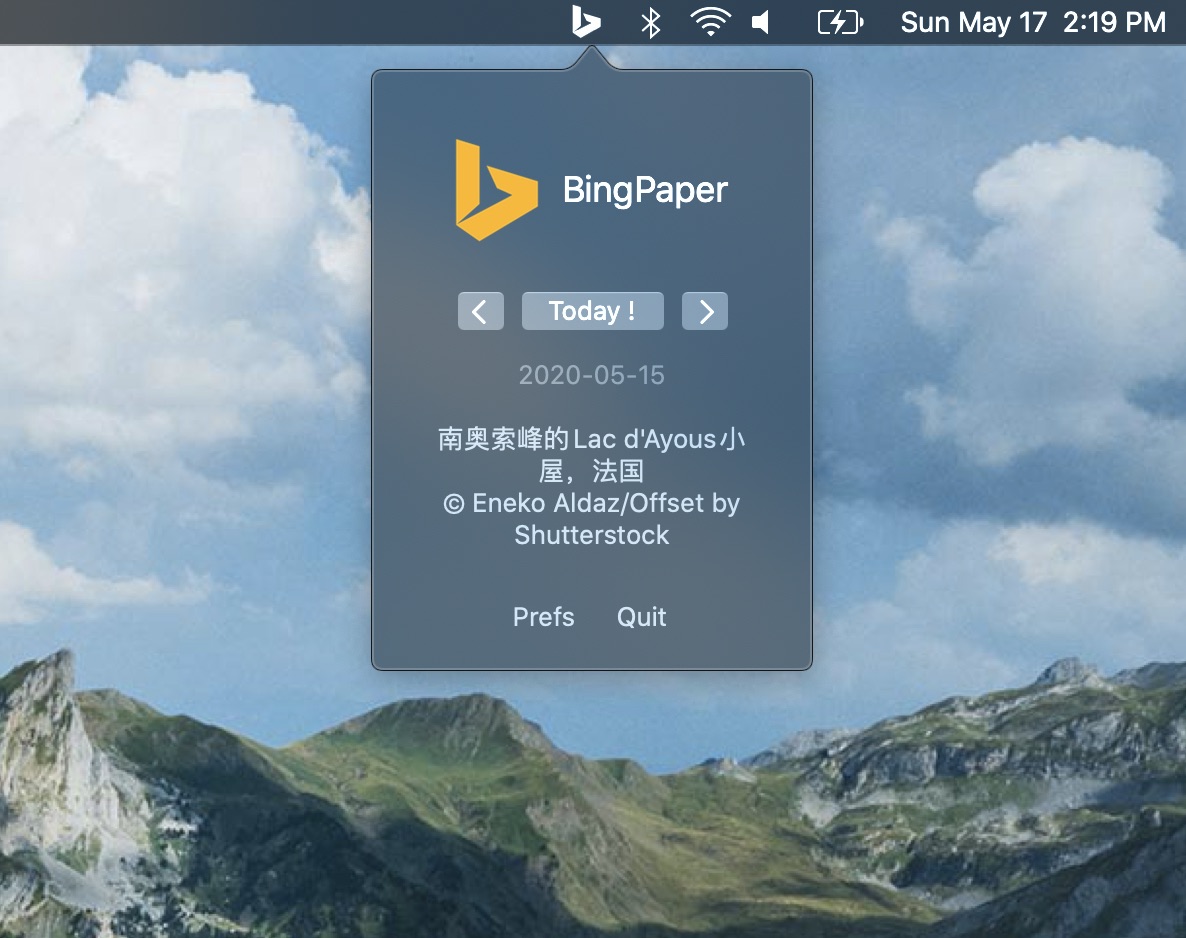 Sun May 17 2:19 PM
BingPaper
Today !
2020-05-15
南奥索峰的Lac d'Ayous小
屋，法国
© Eneko Aldaz/Offset by
Shutterstock
Prefs Quit